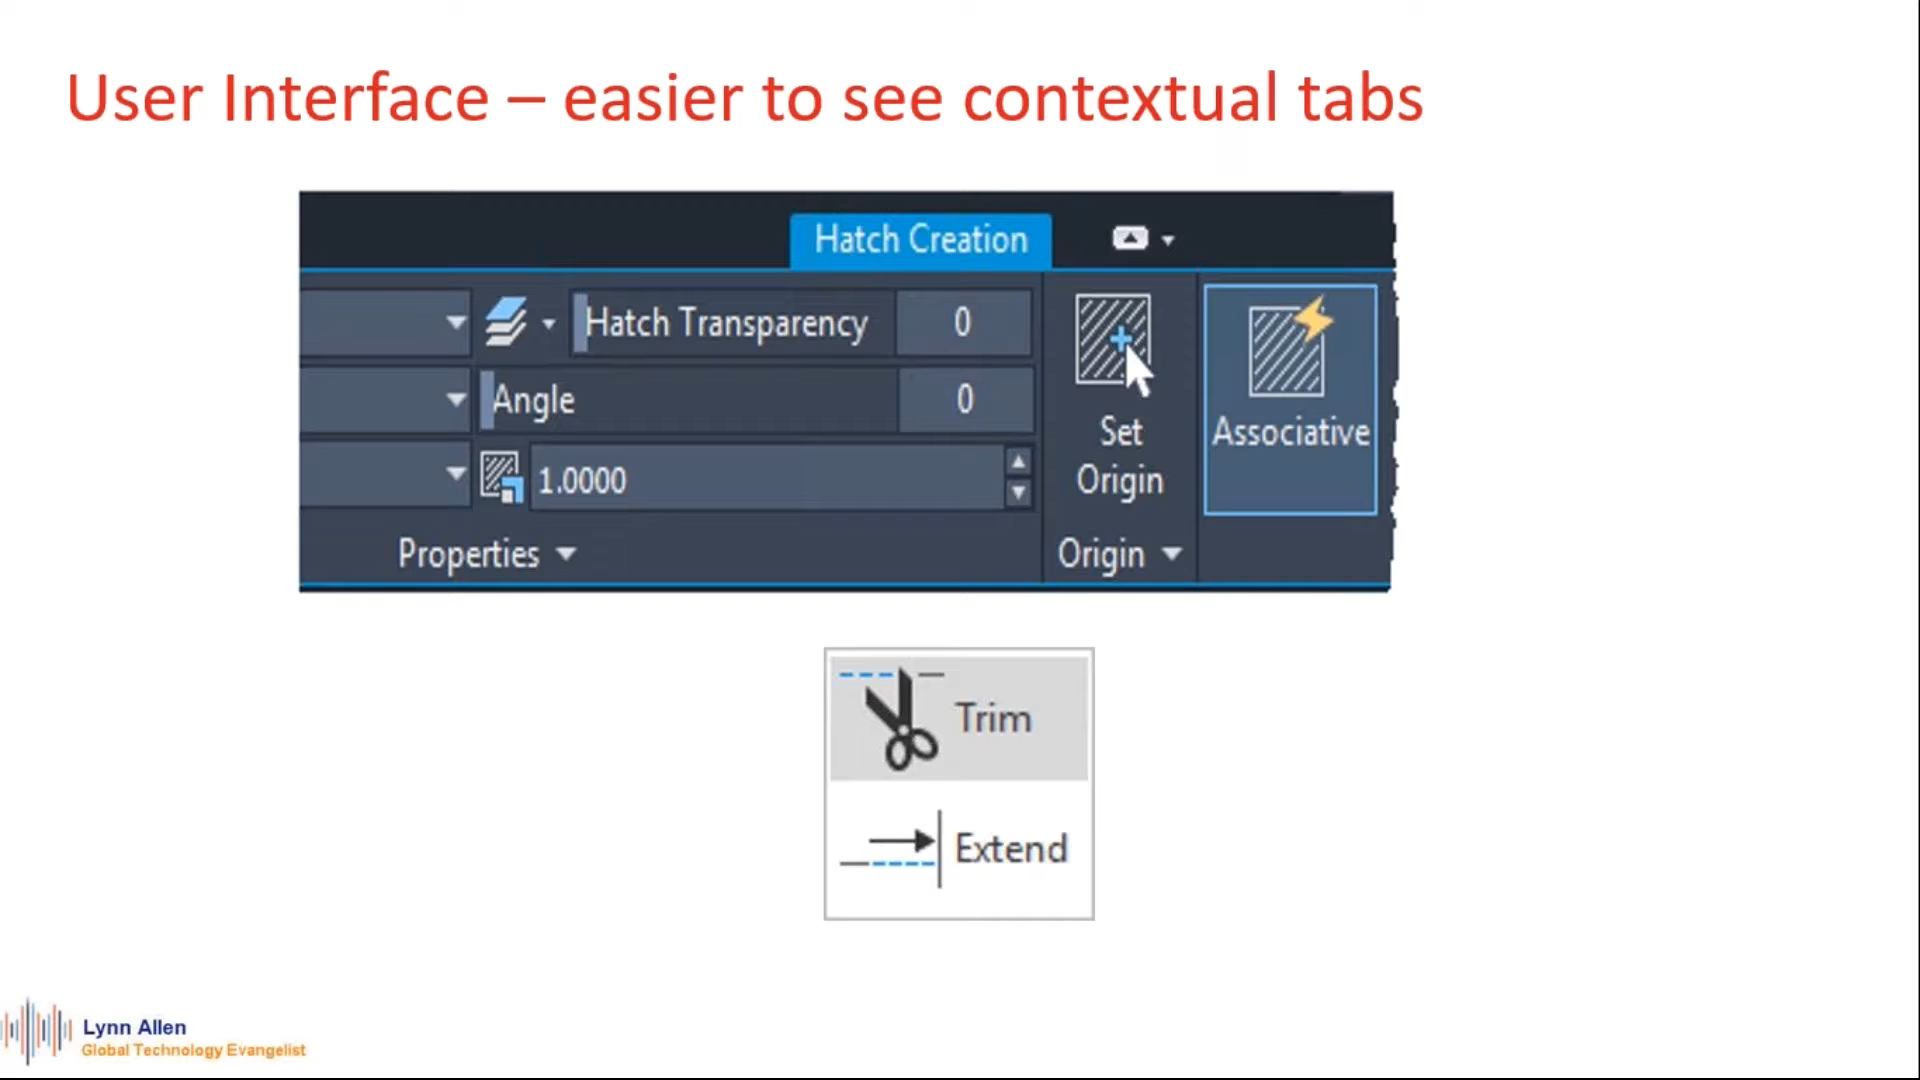 User Interface – easier to see contextual tabs
Hatch Creation
Hatch Transparency 0
Angle 0
1.0000
Set
Origin
Associative
Properties
Origin
Trim
Extend
Lynn Allen
Global Technology Evangelist